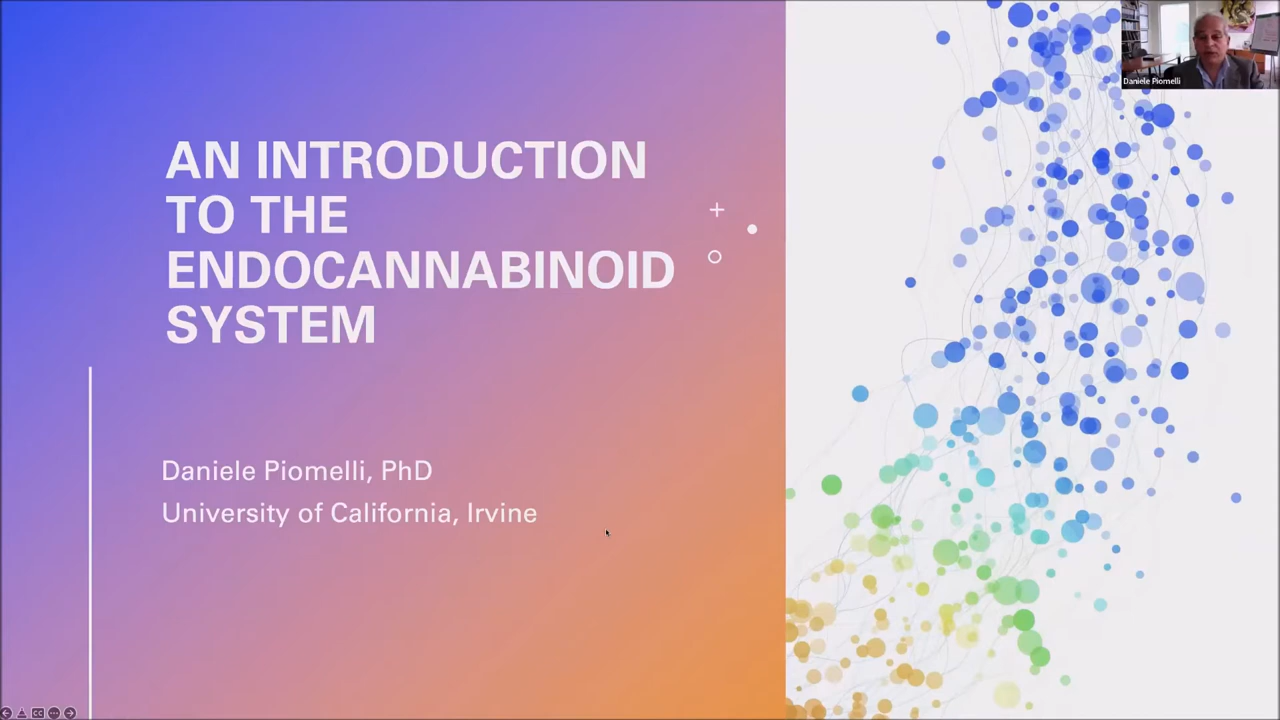 AN INTRODUCTION
TO THE
ENDOCANNABINOID
SYSTEM
Daniele Piomelli, PhD
University of California, Irvine
Daniele Piomelli